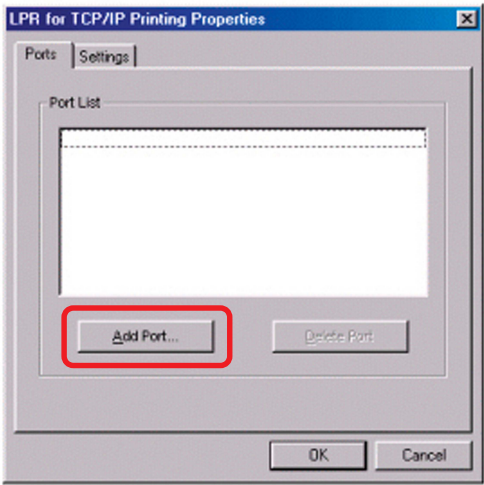 LPR for TCP/IP Printing Properties
Ports Settings
Port List
Add Port... Delete Port
OK Cancel